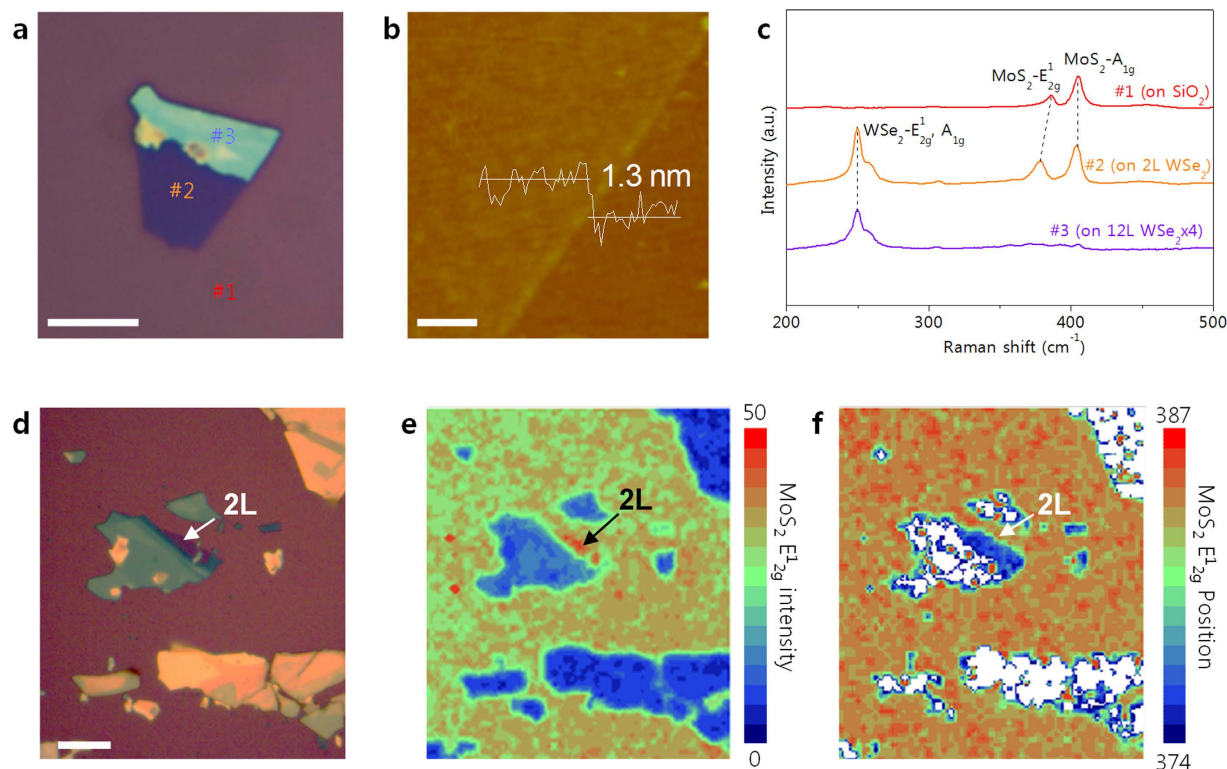 a
#3
#2
#1
b
1.3 nm
c
Intensity (a.u.)
MoS₂-E¹₂g
MoS₂-A₁g
#1 (on SiO₂)
WSe₂-E¹₂g, A₁g
#2 (on 2L WSe₂)
#3 (on 12L WSe₂x4)
200
300
400
500
Raman shift (cm⁻¹)
d
2L
e
2L
50
MoS₂ E¹₂g intensity
0
f
2L
387
MoS₂ E¹₂g Position
374